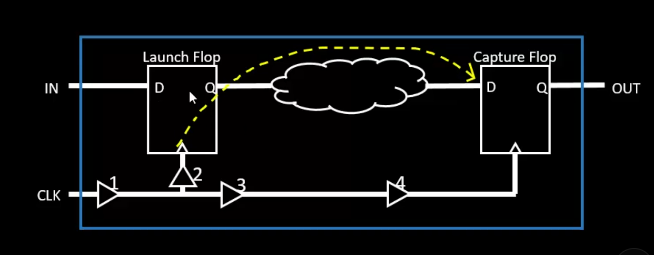 Launch Flop
Capture Flop
IN
D
Q
D
Q
OUT
CLK
1
2
3
4